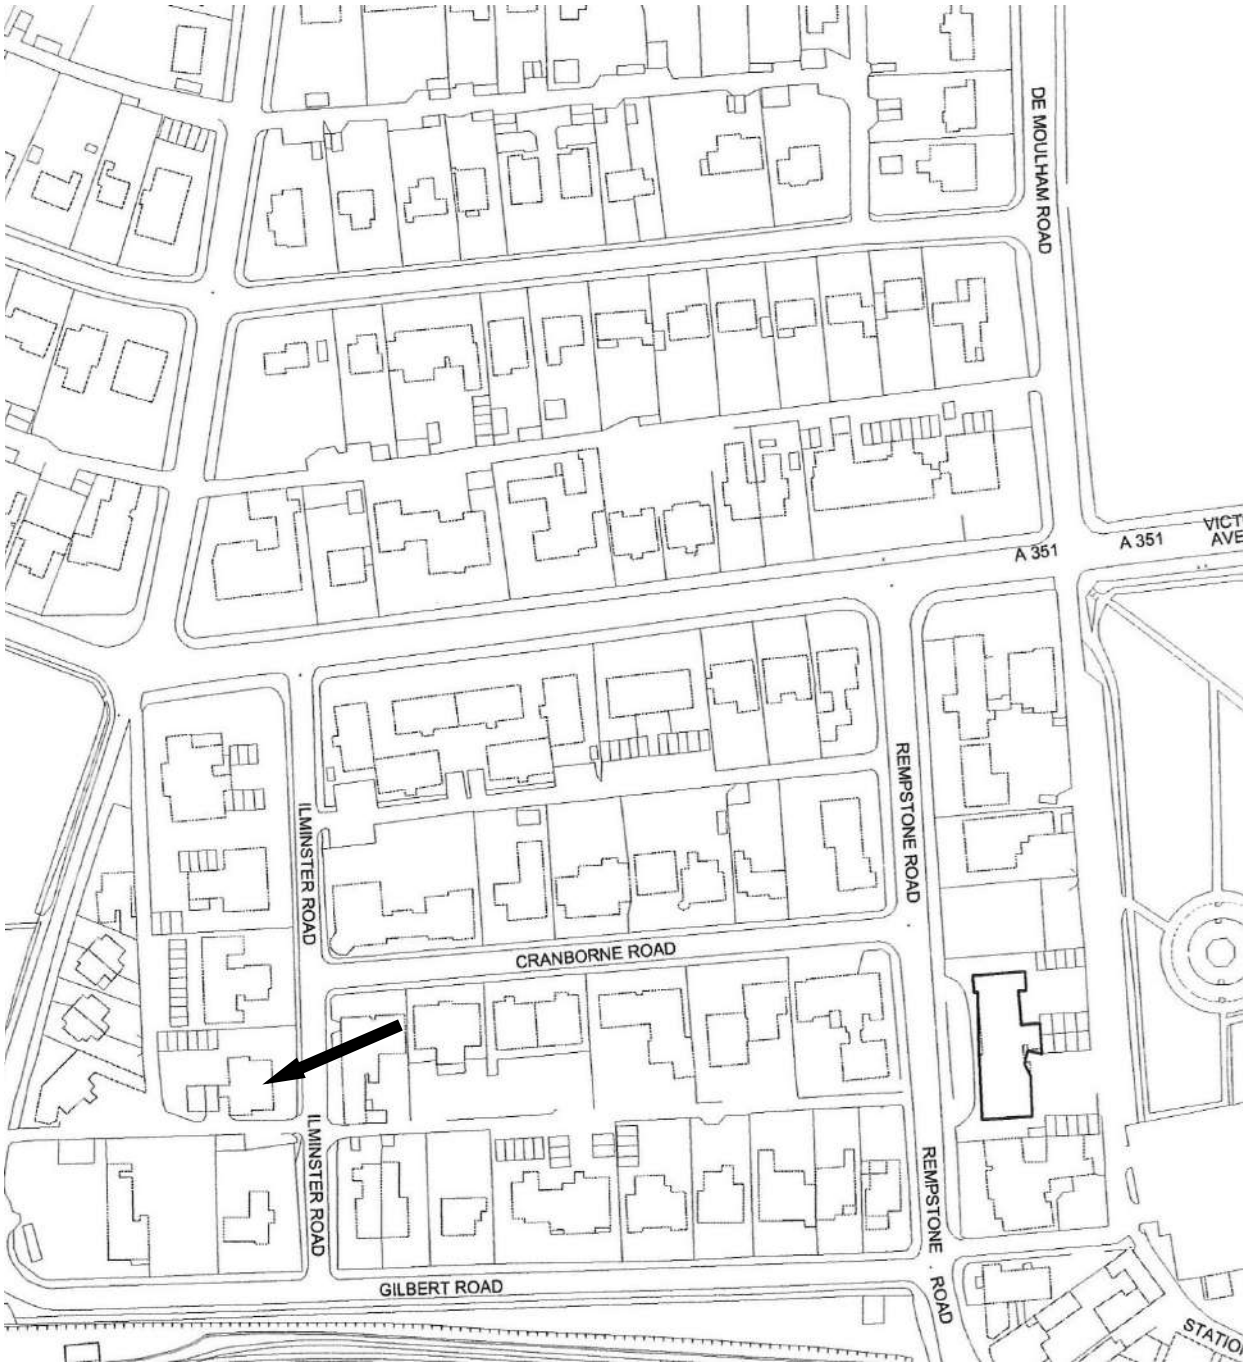 DE MOULHAM ROAD
A 351
A 351
VICT
AVE
REMPSTONE ROAD
ILMINSTER ROAD
CRANBORNE ROAD
ILMINSTER ROAD
REMPSTONE ROAD
GILBERT ROAD
STATIO